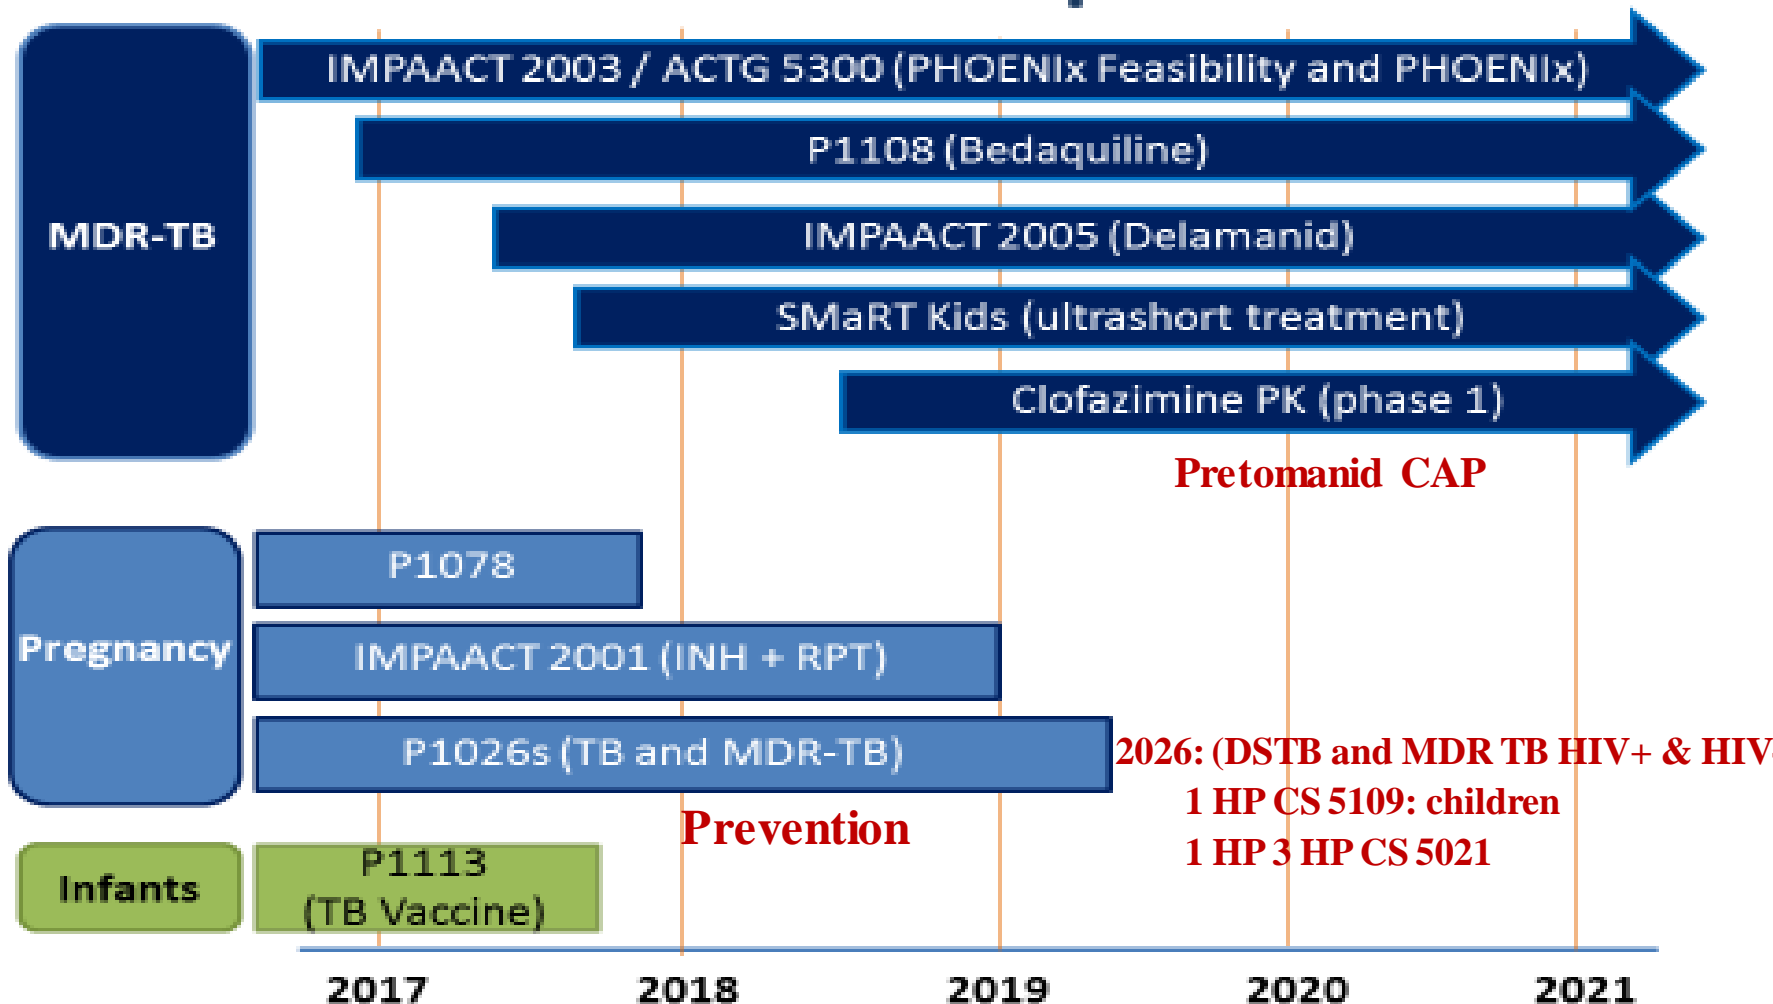 MDR-TB
IMPAACT 2003 / ACTG 5300 (PHOENIx Feasibility and PHOENIx)
P1108 (Bedaquiline)
IMPAACT 2005 (Delamanid)
SMaRT Kids (ultrashort treatment)
Clofazimine PK (phase 1)
Pretomanid CAP
Pregnancy
P1078
IMPAACT 2001 (INH + RPT)
P1026s (TB and MDR-TB)
2026: (DSTB and MDR TB HIV+ & HIV
1 HP CS 5109: children
1 HP 3 HP CS 5021
Prevention
Infants
P1113
(TB Vaccine)
2017 2018 2019 2020 2021